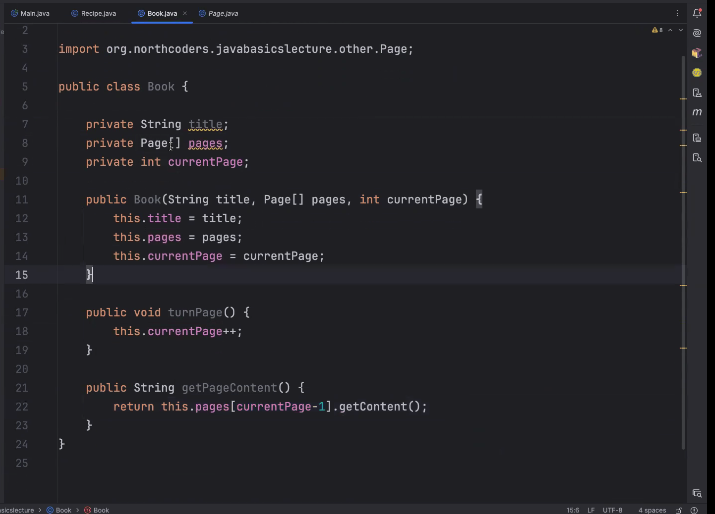 Main.java Recipe.java Book.java Page.java
8
2
3 import org.northcoders.javabasicslecture.other.Page;
4
5 public class Book {
6
7 private String title;
8 private Page[] pages;
9 private int currentPage;
10
11 public Book(String title, Page[] pages, int currentPage) {
12 this.title = title;
13 this.pages = pages;
14 this.currentPage = currentPage;
15 }
16
17 public void turnPage() {
18 this.currentPage++;
19 }
20
21 public String getPageContent() {
22 return this.pages[currentPage-1].getContent();
23 }
24 }
25
asicslecture > Book > Book 15:6 LF UTF-8 4 spaces